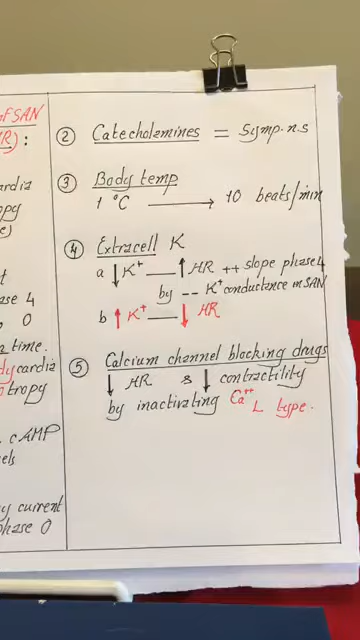 of SAN
R) :
cardia
opy
e)
t
ase 4
0
time.
dycardia
tropy
cAMP
els
y current
phase 0
② Catecholamines = Symp. n.s
③ Body temp
1 °C ⟶ 10 beats/min
④ Extracell K
a ↓ K+ — ↑ HR ++ slope phase 4
by -- K+ conductance in SAN
b ↑ K+ — ↓ HR
⑤ Calcium channel blocking drugs
↓ HR & ↓ contractility
by inactivating Ca++ L type.